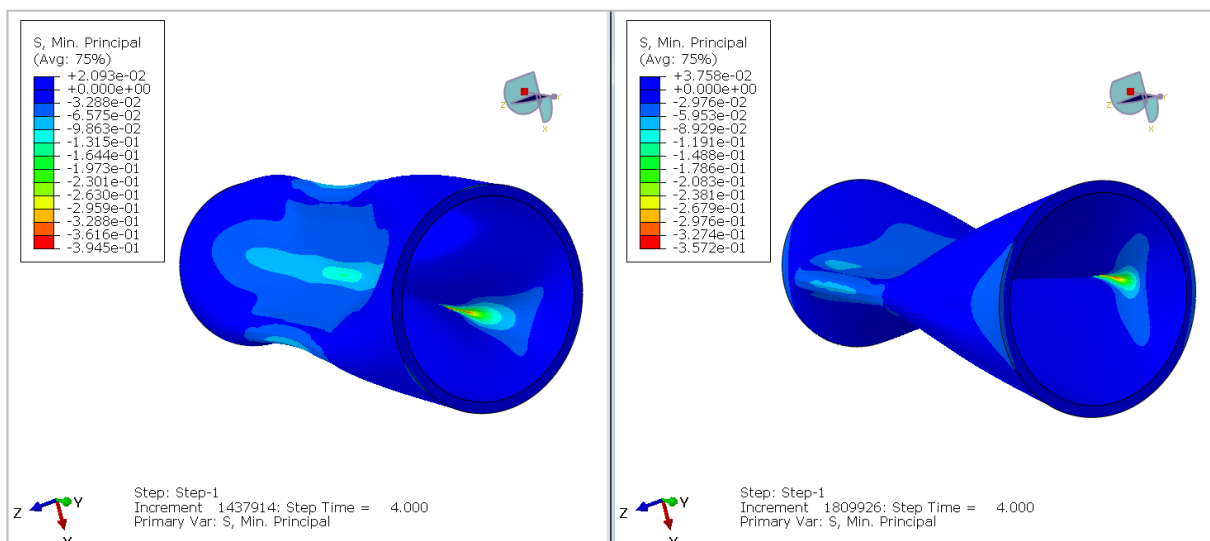 S, Min. Principal
(Avg: 75%)
+2.093e-02
+0.000e+00
-3.288e-02
-6.575e-02
-9.863e-02
-1.315e-01
-1.644e-01
-1.973e-01
-2.301e-01
-2.630e-01
-2.959e-01
-3.288e-01
-3.616e-01
-3.945e-01
Z
Y
X
Z
Y
Step: Step-1
Increment 1437914: Step Time = 4.000
Primary Var: S, Min. Principal
S, Min. Principal
(Avg: 75%)
+3.758e-02
+0.000e+00
-2.976e-02
-5.953e-02
-8.929e-02
-1.191e-01
-1.488e-01
-1.786e-01
-2.083e-01
-2.381e-01
-2.679e-01
-2.976e-01
-3.274e-01
-3.572e-01
Z
Y
X
Z
Y
Step: Step-1
Increment 1809926: Step Time = 4.000
Primary Var: S, Min. Principal